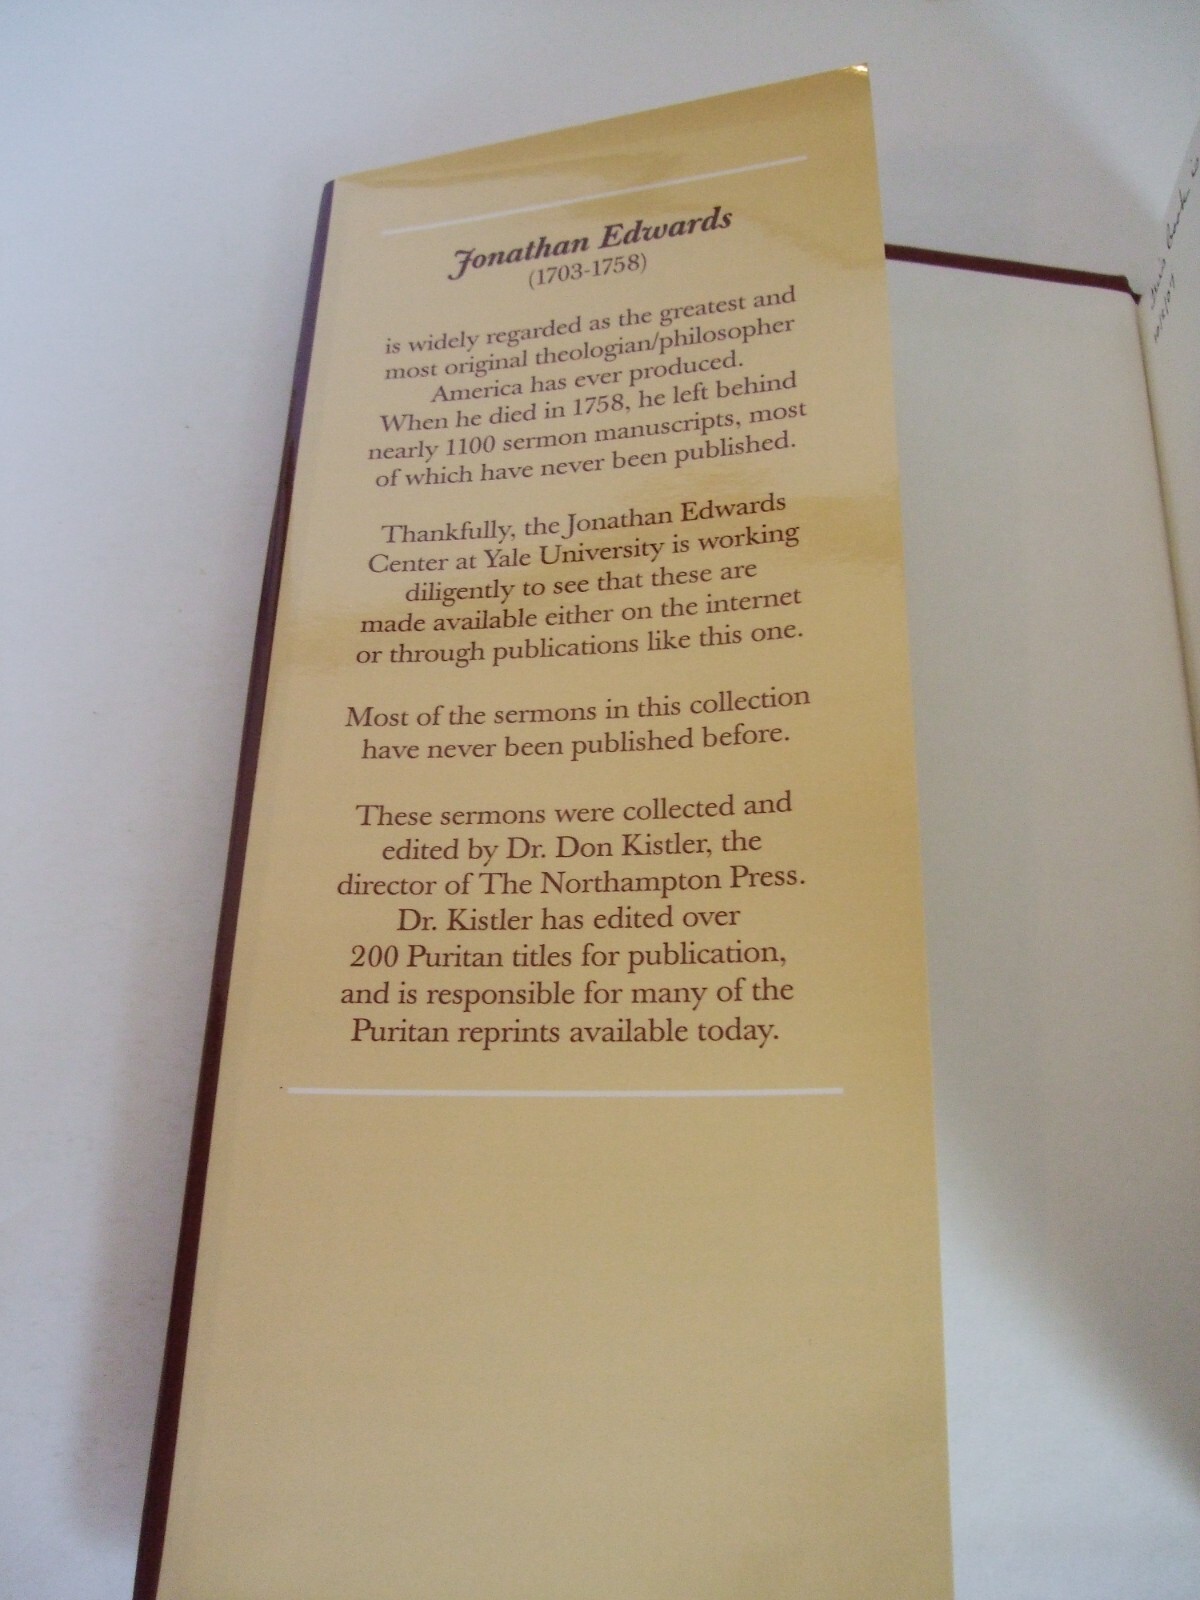 Jonathan Edwards
(1703-1758)
is widely regarded as the greatest and
most original theologian/philosopher
America has ever produced.
When he died in 1758, he left behind
nearly 1100 sermon manuscripts, most
of which have never been published.
Thankfully, the Jonathan Edwards
Center at Yale University is working
diligently to see that these are
made available either on the internet
or through publications like this one.
Most of the sermons in this collection
have never been published before.
These sermons were collected and
edited by Dr. Don Kistler, the
director of The Northampton Press.
Dr. Kistler has edited over
200 Puritan titles for publication,
and is responsible for many of the
Puritan reprints available today.
This book is